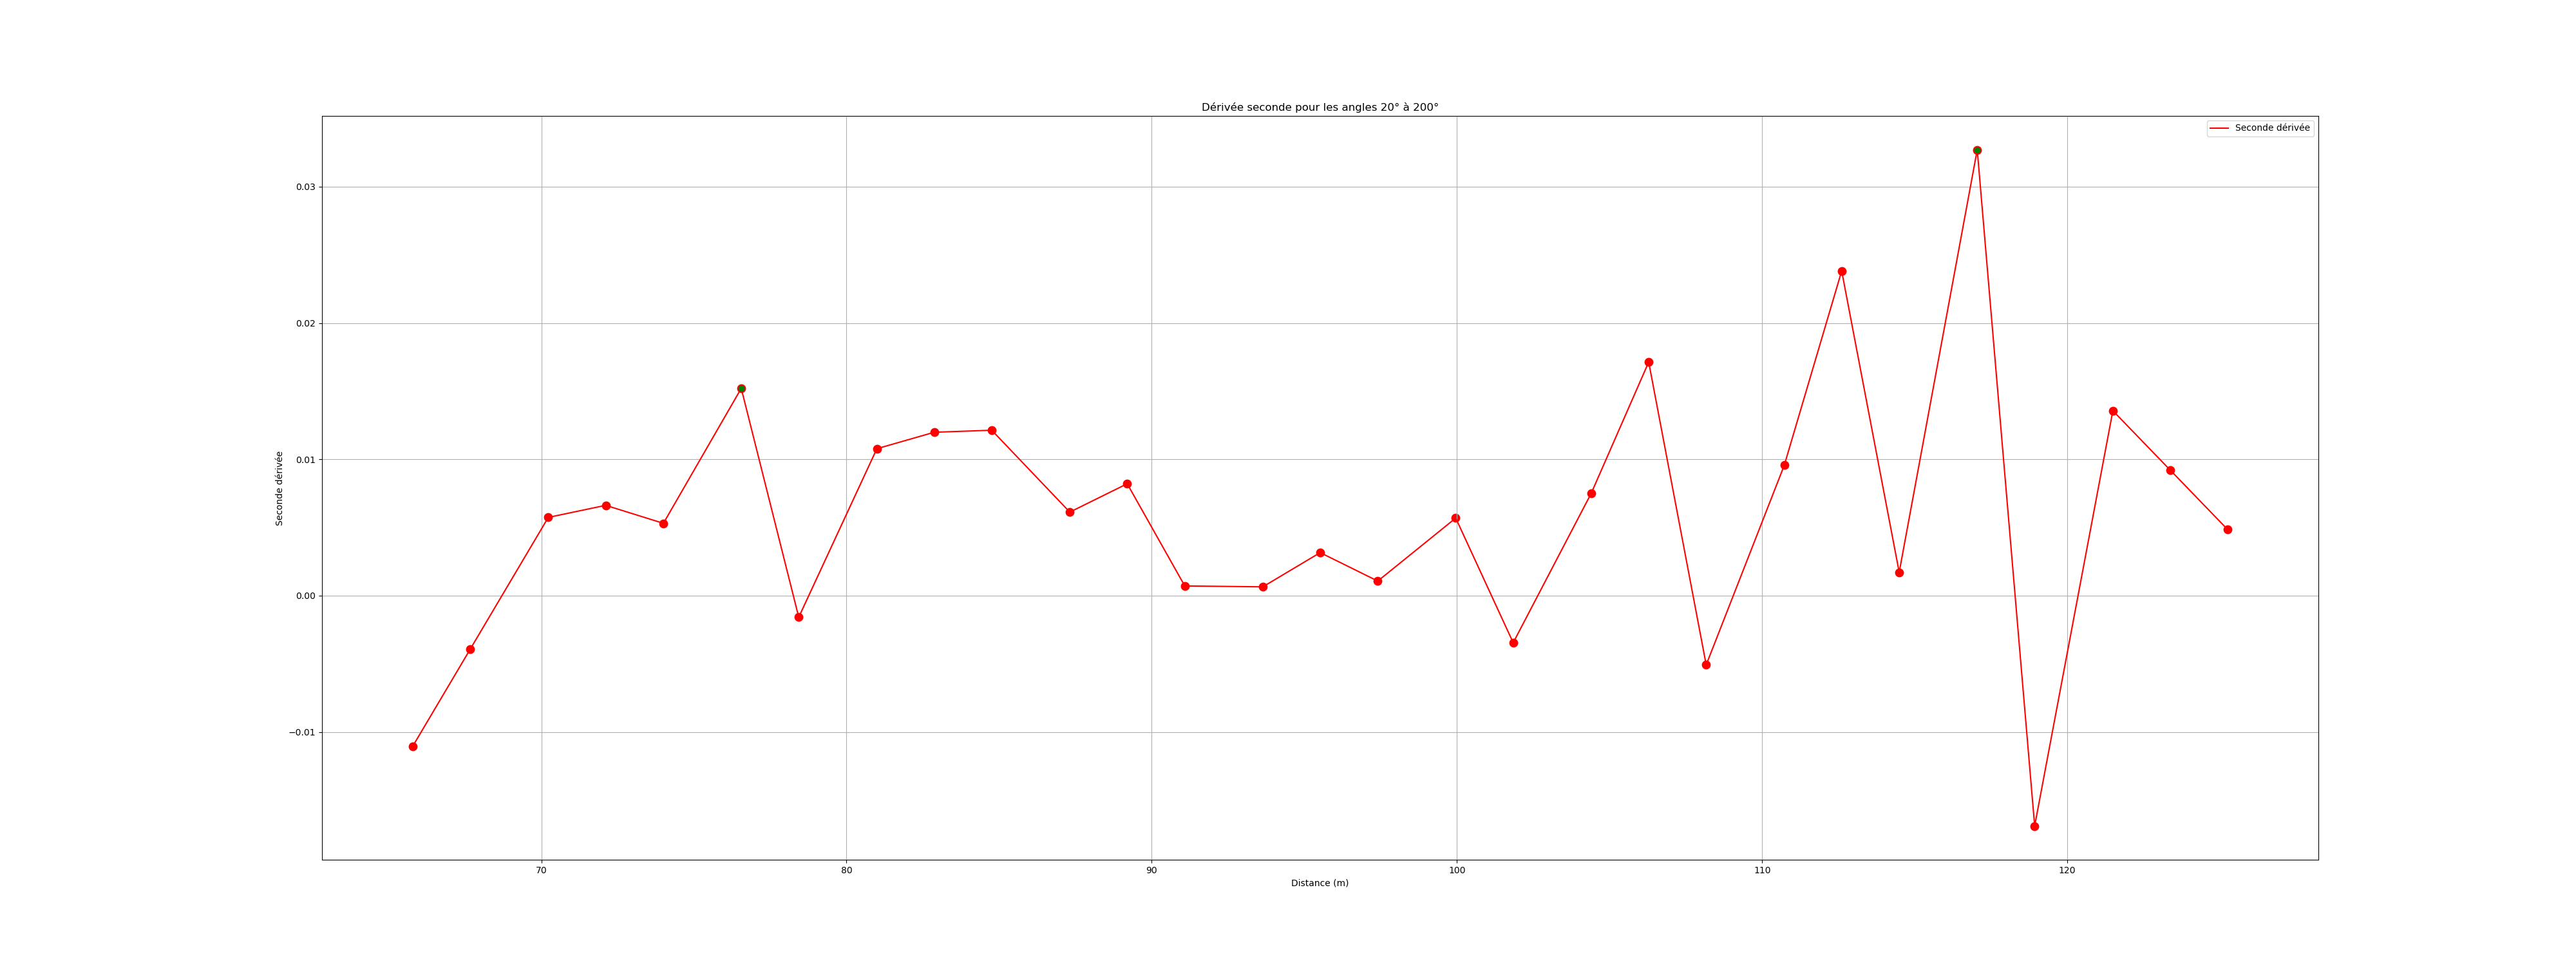 Dérivée seconde pour les angles 20° à 200°
Seconde dérivée
0.03
0.02
0.01
0.00
−0.01
Seconde dérivée
70 80 90 100 110 120
Distance (m)